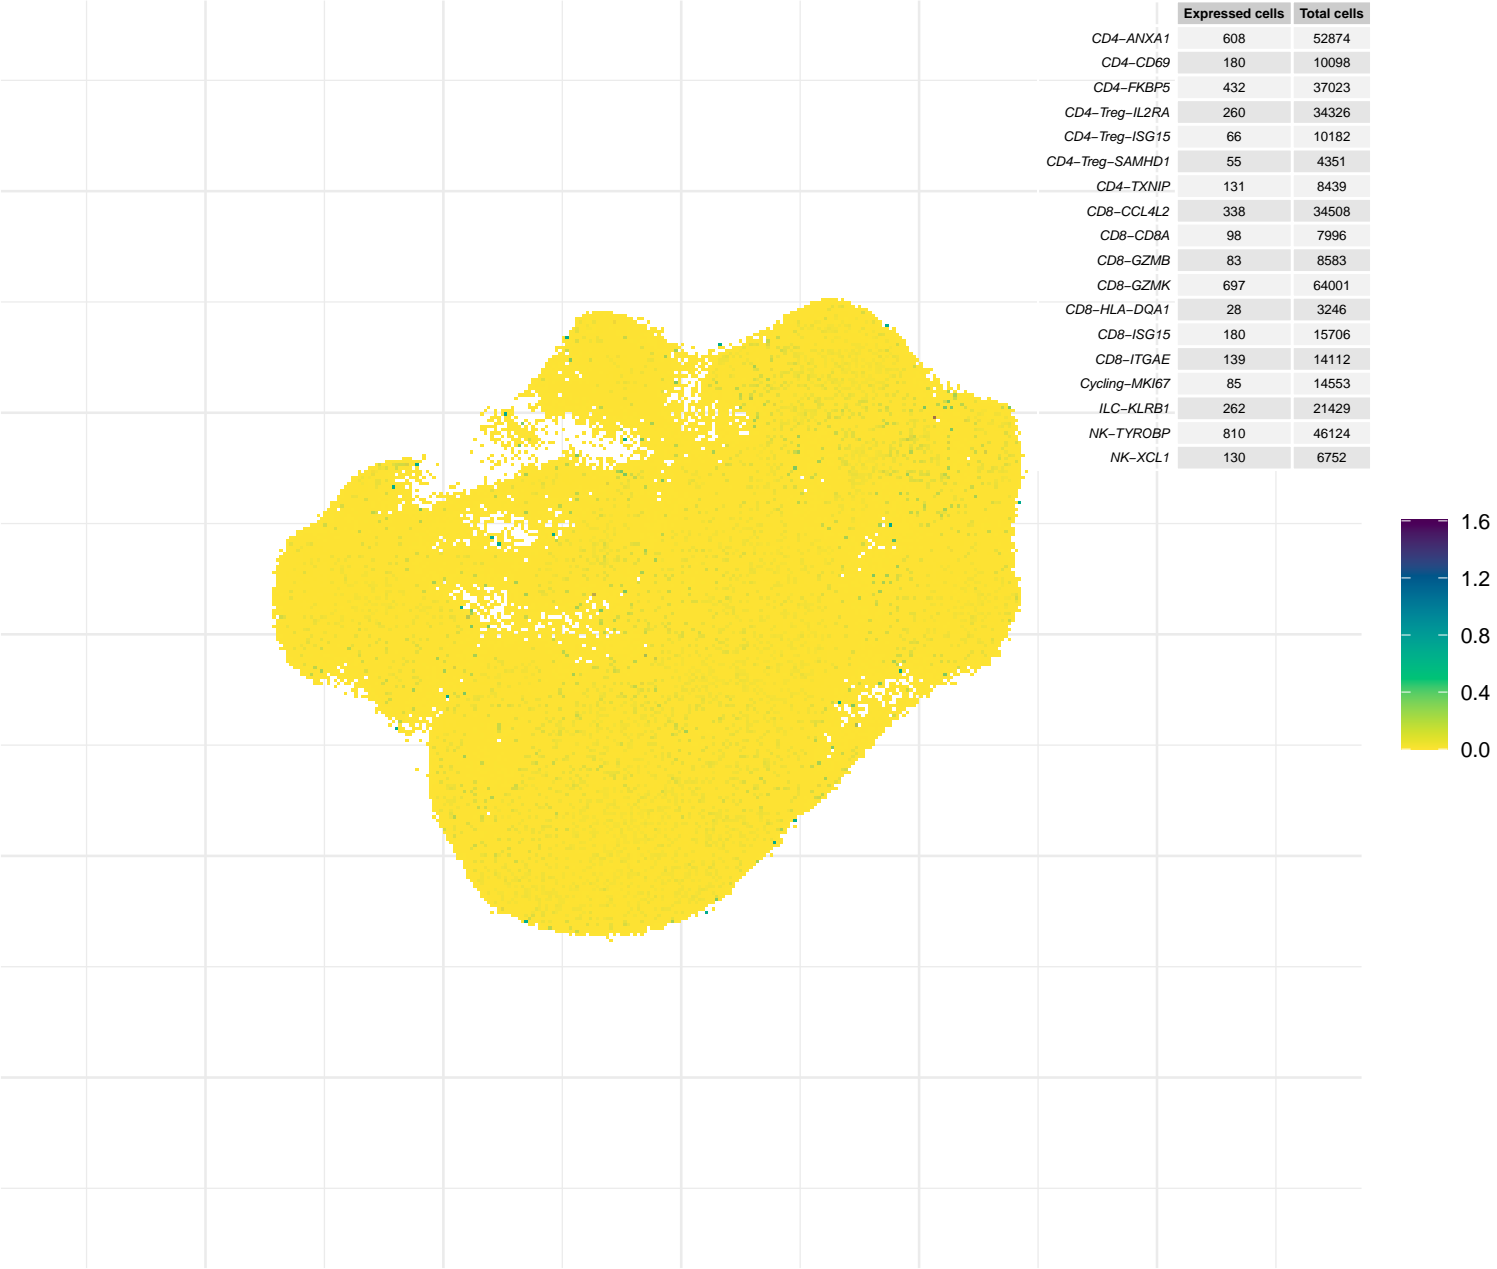 Expressed cells Total cells
CD4−ANXA1 608 52874
CD4−CD69 180 10098
CD4−FKBP5 432 37023
CD4−Treg−IL2RA 260 34326
CD4−Treg−ISG15 66 10182
CD4−Treg−SAMHD1 55 4351
CD4−TXNIP 131 8439
CD8−CCL4L2 338 34508
CD8−CD8A 98 7996
CD8−GZMB 83 8583
CD8−GZMK 697 64001
CD8−HLA−DQA1 28 3246
CD8−ISG15 180 15706
CD8−ITGAE 139 14112
Cycling−MKI67 85 14553
ILC−KLRB1 262 21429
NK−TYROBP 810 46124
NK−XCL1 130 6752
1.6
1.2
0.8
0.4
0.0